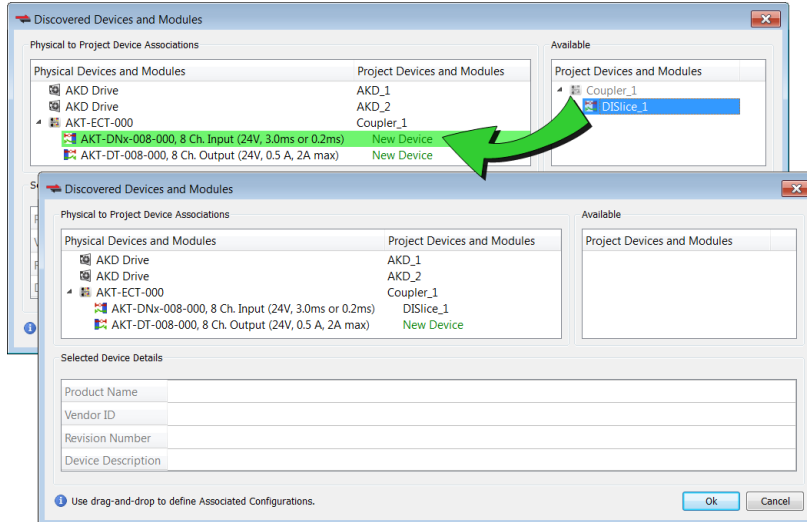 Discovered Devices and Modules
Physical to Project Device Associations
Available
Physical Devices and Modules Project Devices and Modules
Project Devices and Modules
AKD Drive AKD_1
Coupler_1
AKD Drive AKD_2
DISlice_1
AKT-ECT-000 Coupler_1
AKT-DNx-008-000, 8 Ch. Input (24V, 3.0ms or 0.2ms) New Device
AKT-DT-008-000, 8 Ch. Output (24V, 0.5 A, 2A max) New Device
Discovered Devices and Modules
Physical to Project Device Associations
Available
Physical Devices and Modules Project Devices and Modules
Project Devices and Modules
AKD Drive AKD_1
AKD Drive AKD_2
AKT-ECT-000 Coupler_1
AKT-DNx-008-000, 8 Ch. Input (24V, 3.0ms or 0.2ms) DISlice_1
AKT-DT-008-000, 8 Ch. Output (24V, 0.5 A, 2A max) New Device
Selected Device Details
Product Name
Vendor ID
Revision Number
Device Description
Use drag-and-drop to define Associated Configurations.
Ok Cancel